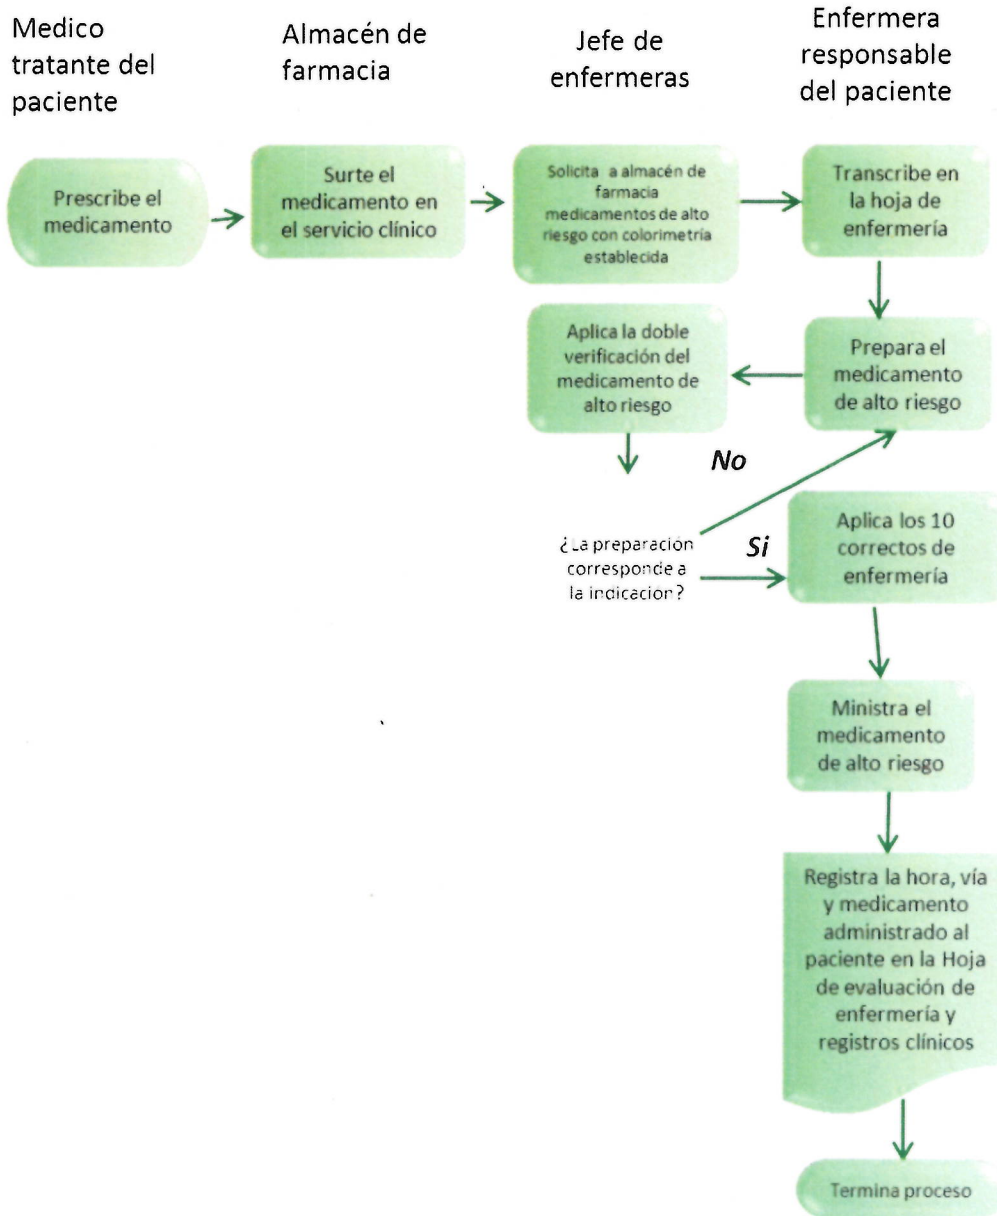 Medico
tratante del
paciente
Almacén de
farmacia
Jefe de
enfermeras
Enfermera
responsable
del paciente
Prescribe el
medicamento
Surte el
medicamento en
el servicio clínico
Solicita a almacén de
farmacia
medicamentos de alto
riesgo con colorimetría
establecida
Transcribe en
la hoja de
enfermería
Aplica la doble
verificación del
medicamento de
alto riesgo
Prepara el
medicamento
de alto riesgo
No
¿La preparación
corresponde a
la indicación?
Si
Aplica los 10
correctos de
enfermería
Ministra el
medicamento
de alto riesgo
Registra la hora, vía
y medicamento
administrado al
paciente en la Hoja
de evaluación de
enfermería y
registros clínicos
Termina proceso